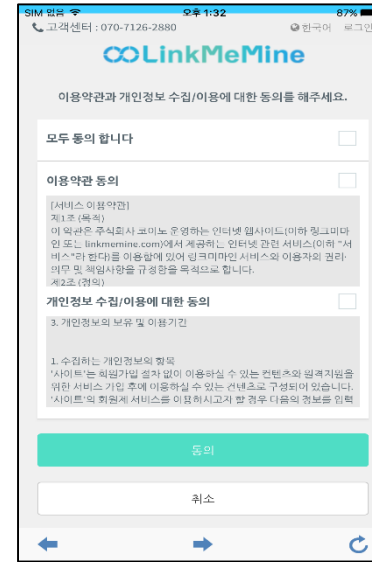 SIM 없음 오후 1:32 87%
고객센터 : 070-7126-2880 한국어 로그인
LinkMeMine
이용약관과 개인정보 수집/이용에 대한 동의를 해주세요.
모두 동의 합니다
이용약관 동의
[서비스 이용약관]
제1조 (목적)
이 약관은 주식회사 코이노 운영하는 인터넷 웹사이트(이하 링크미마
인 또는 linkmemine.com)에서 제공하는 인터넷 관련 서비스(이하 "서
비스"라 한다)를 이용함에 있어 링크미마인 서비스와 이용자의 권리·
의무 및 책임사항을 규정함을 목적으로 합니다.
제2조 (정의)
개인정보 수집/이용에 대한 동의
3. 개인정보의 보유 및 이용기간
1. 수집하는 개인정보의 항목
'사이트'는 회원가입 절차 없이 이용하실 수 있는 컨텐츠와 원격지원을
위한 서비스 가입 후에 이용하실 수 있는 컨텐츠로 구성되어 있습니다.
'사이트'의 회원제 서비스를 이용하시고자 할 경우 다음의 정보를 입력
동의
취소